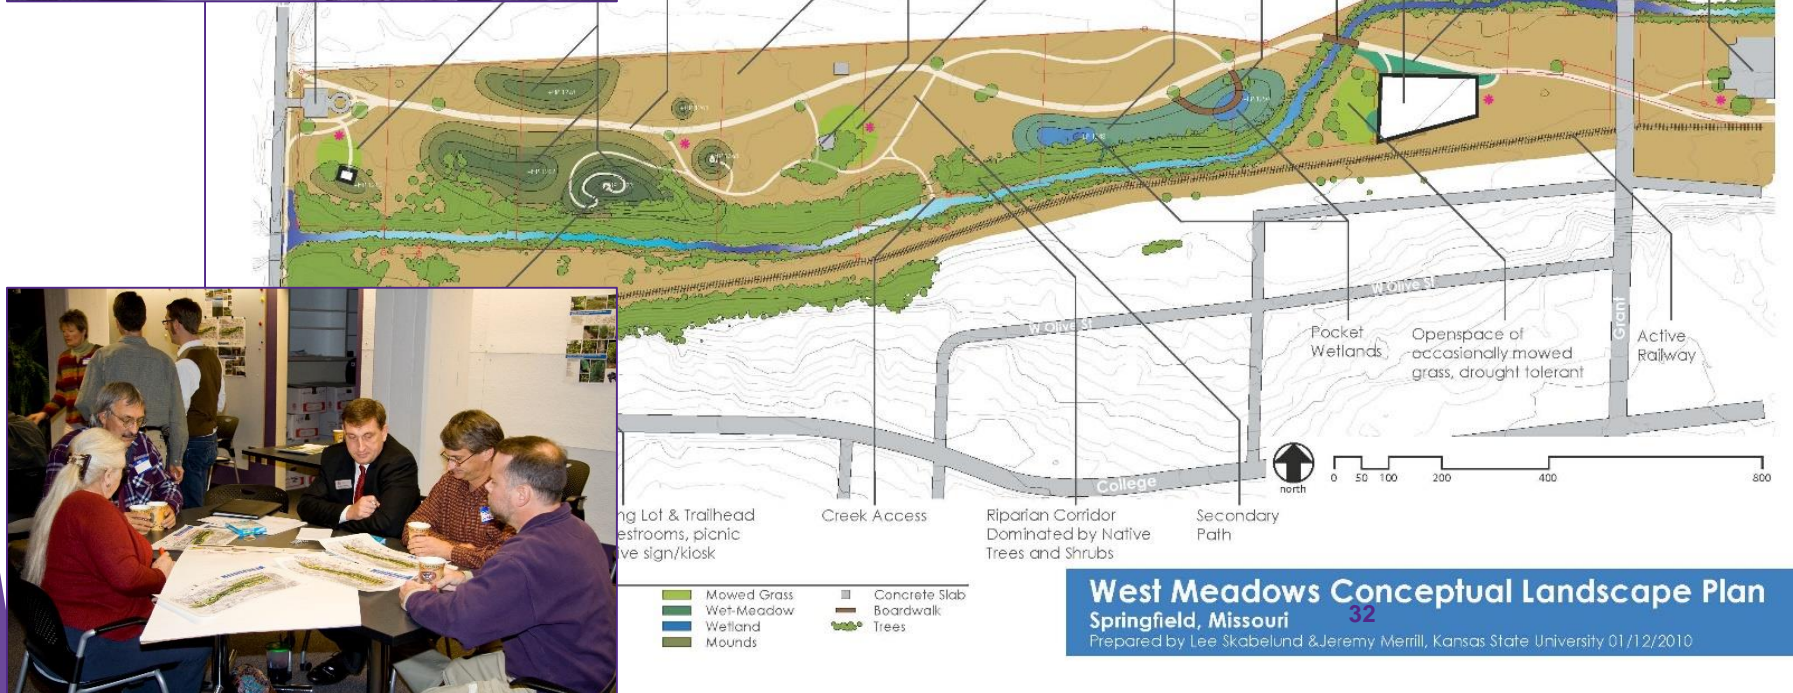 W Olive St
W Olive St
Grant
College
Pocket
Wetlands
Openspace of
occasionally mowed
grass, drought tolerant
Active
Railway
north
0 50 100 200 400 800
ng Lot & Trailhead
estrooms, picnic
ive sign/kiosk
Creek Access
Riparian Corridor
Dominated by Native
Trees and Shrubs
Secondary
Path
Mowed Grass
Wet-Meadow
Wetland
Mounds
Concrete Slab
Boardwalk
Trees
West Meadows Conceptual Landscape Plan
Springfield, Missouri
32
Prepared by Lee Skabelund &Jeremy Merrill, Kansas State University 01/12/2010